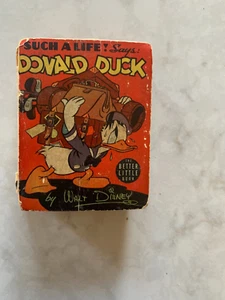 "SUCH A LIFE!" Says:
DONALD DUCK
THE
BETTER
LITTLE
BOOK
by WALT DISNEY